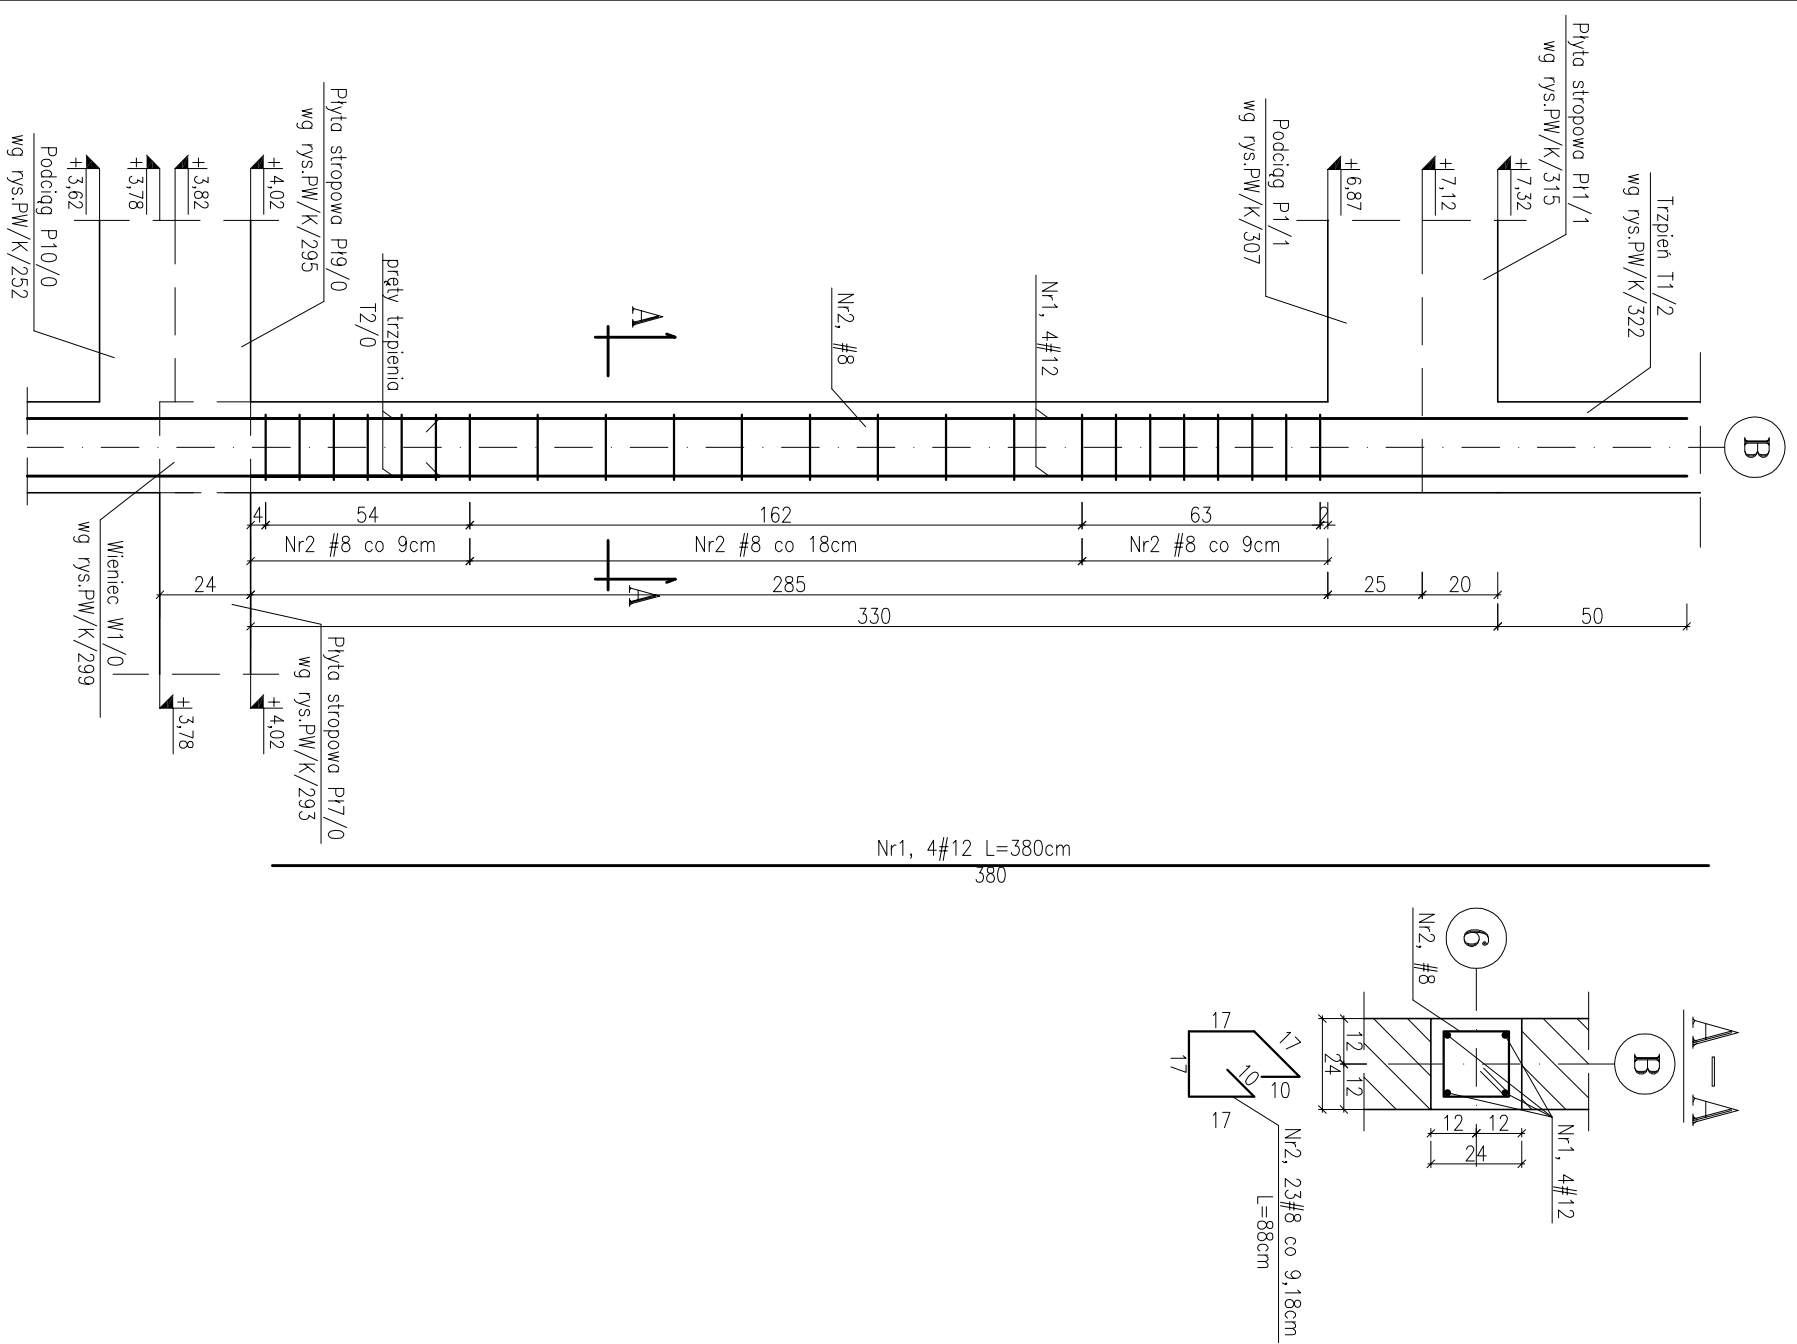 Płyta stropowa Pł1/1
wg rys.PW/K/315
Trzpień T1/2
wg rys.PW/K/322
+7,32
+7,12
+6,87
Podciąg P1/1
wg rys.PW/K/307
Nr1, 4#12
Nr2, #8
A
pręty trzpienia
T2/0
Płyta stropowa Pł9/0
wg rys.PW/K/295
+4,02
+3,82
+3,78
+3,62
Podciąg P10/0
wg rys.PW/K/252
B
4
54
162
63
2
Nr2 #8 co 9cm
Nr2 #8 co 18cm
Nr2 #8 co 9cm
24
285
25
20
330
50
A
Wieniec W1/0
wg rys.PW/K/299
Płyta stropowa Pł7/0
wg rys.PW/K/293
+4,02
+3,78
Nr1, 4#12 L=380cm
380
A-A
6
B
Nr2, #8
Nr1, 4#12
12
12
24
12
12
24
17
17
17
17
10
10
Nr2, 23#8 co 9,18cm
L=88cm